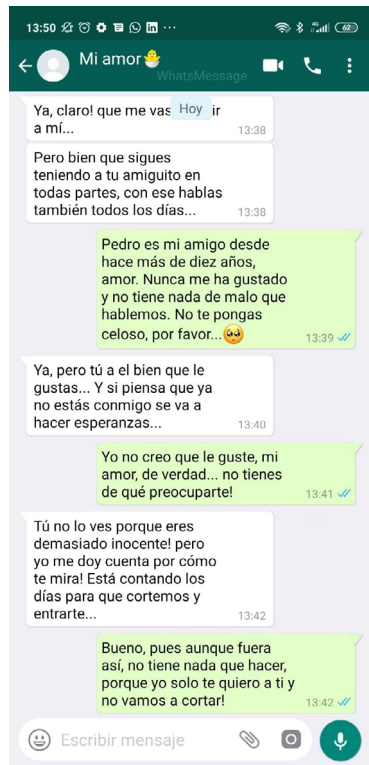 13:50
62
Mi amor🐣
WhatsMessage
Hoy
Ya, claro! que me vas ir
a mí...
13:38
Pero bien que sigues
teniendo a tu amiguito en
todas partes, con ese hablas
también todos los días...
13:38
Pedro es mi amigo desde
hace más de diez años,
amor. Nunca me ha gustado
y no tiene nada de malo que
hablemos. No te pongas
celoso, por favor...🥺
13:39
Ya, pero tú a el bien que le
gustas... Y si piensa que ya
no estás conmigo se va a
hacer esperanzas...
13:40
Yo no creo que le guste, mi
amor, de verdad... no tienes
de qué preocuparte!
13:41
Tú no lo ves porque eres
demasiado inocente! pero
yo me doy cuenta por cómo
te mira! Está contando los
días para que cortemos y
entrarte...
13:42
Bueno, pues aunque fuera
así, no tiene nada que hacer,
porque yo solo te quiero a ti y
no vamos a cortar!
13:42
Escribir mensaje